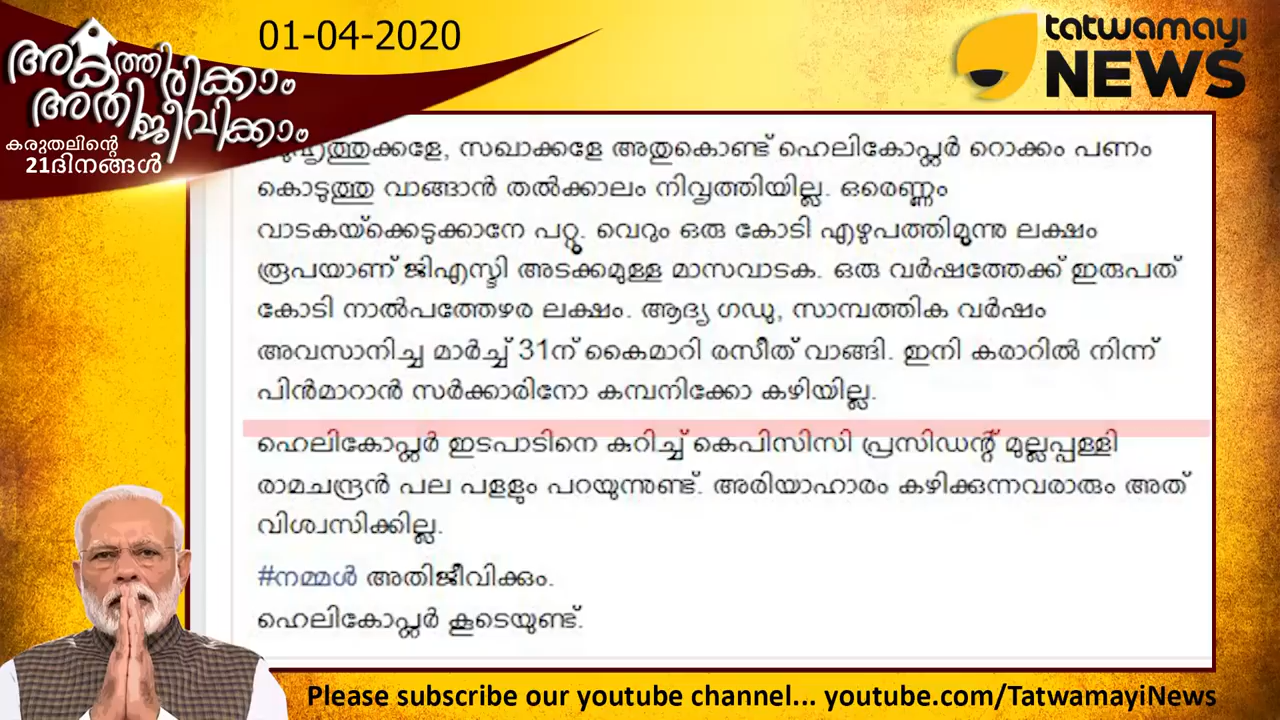 01-04-2020
tatwamayi
NEWS
അകത്തിരിക്കാം
അതിജീവിക്കാം
കരുതലിന്റെ
21ദിനങ്ങൾ
സഖാക്കളേ അതുകൊണ്ട് ഹെലികോപ്റ്റർ റൊക്കം പണം
കൊടുത്തു വാങ്ങാൻ തൽക്കാലം നിവൃത്തിയില്ല. ഒരെണ്ണം
വാടകയ്ക്കെടുക്കാനേ പറ്റൂ. വെറും ഒരു കോടി എഴുപത്തിമൂന്നു ലക്ഷം
രൂപയാണ് ജിഎസ്ടി അടക്കമുള്ള മാസവാടക. ഒരു വർഷത്തേക്ക് ഇരുപത്
കോടി നാൽപത്തേഴര ലക്ഷം. ആദ്യ ഗഡു, സാമ്പത്തിക വർഷം
അവസാനിച്ച മാർച്ച് 31ന് കൈമാറി രസീത് വാങ്ങി. ഇനി കരാറിൽ നിന്ന്
പിൻമാറാൻ സർക്കാരിനോ കമ്പനിക്കോ കഴിയില്ല.
ഹെലികോപ്റ്റർ ഇടപാടിനെ കുറിച്ച് കെപിസിസി പ്രസിഡന്റ് മുല്ലപ്പള്ളി
രാമചന്ദ്രൻ പല പളളും പറയുന്നുണ്ട്. അരിയാഹാരം കഴിക്കുന്നവരാരും അത്
വിശ്വസിക്കില്ല.
#നമ്മൾ അതിജീവിക്കും.
ഹെലികോപ്റ്റർ കൂടെയുണ്ട്.
Please subscribe our youtube channel... youtube.com/TatwamayiNews